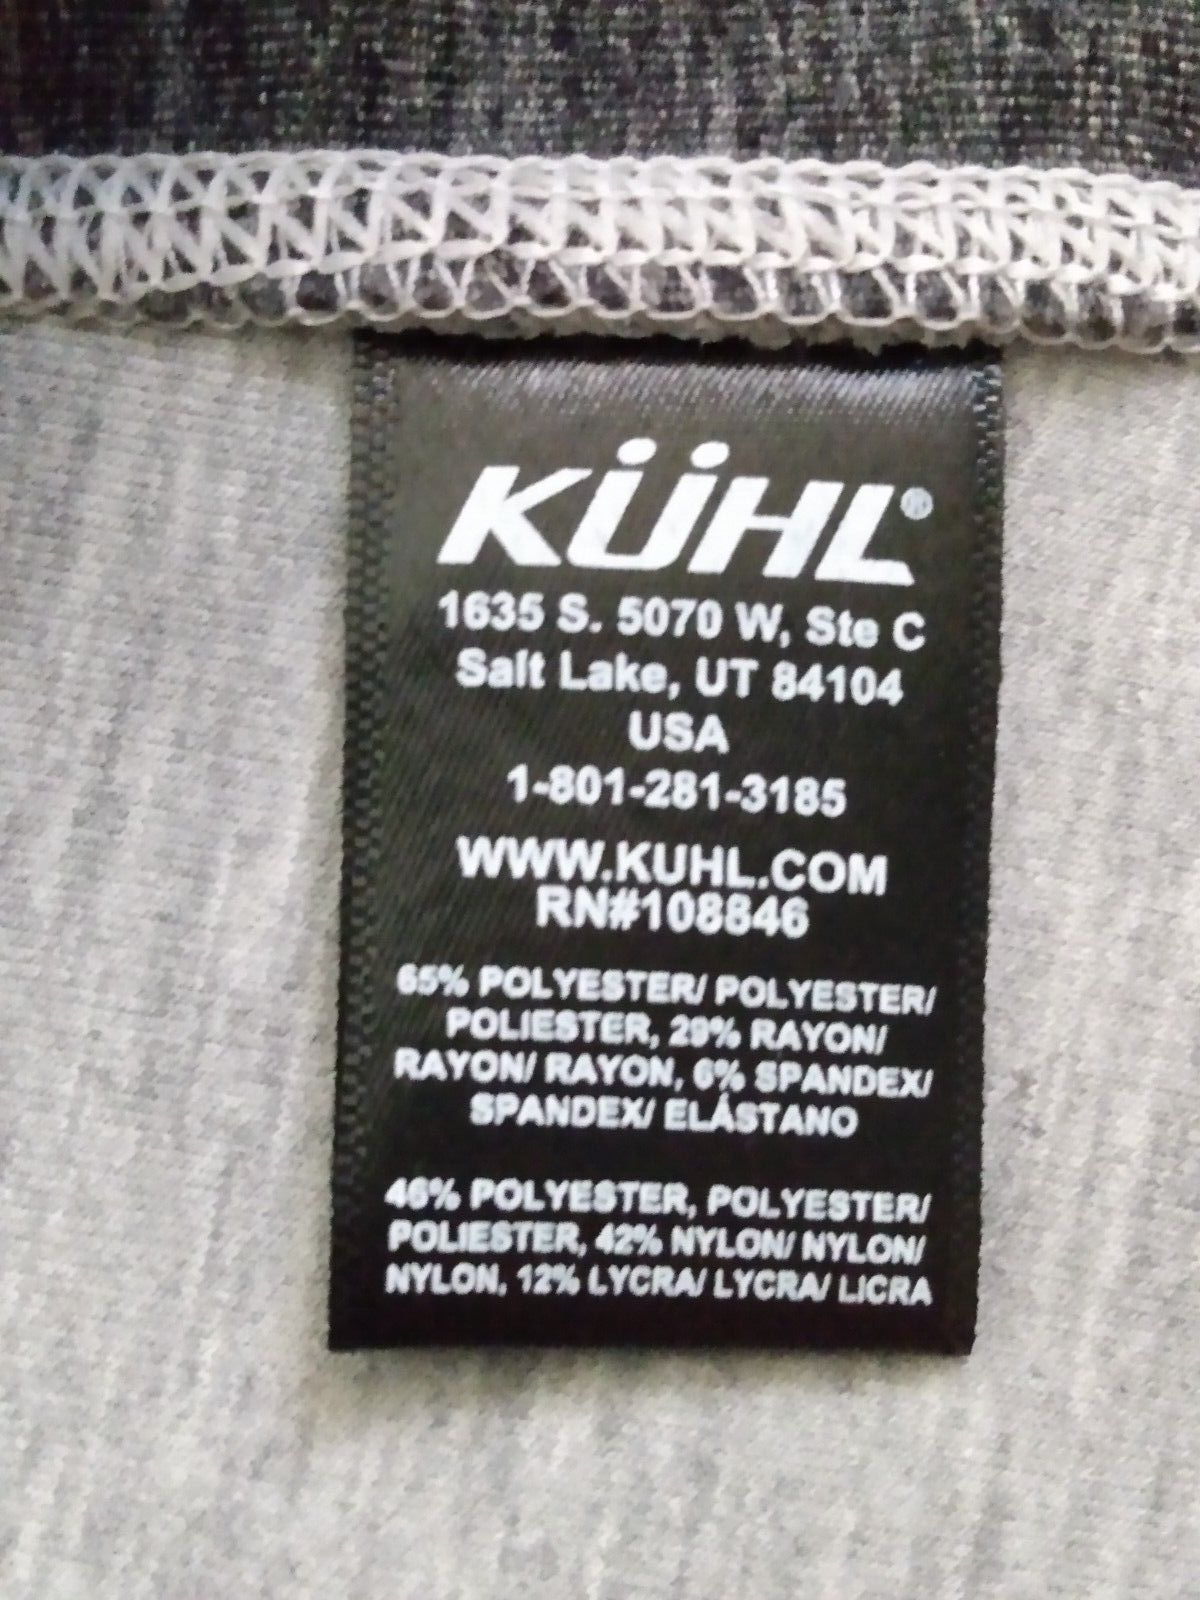 KÜHL®
1635 S. 5070 W, Ste C
Salt Lake, UT 84104
USA
1-801-281-3185
WWW.KUHL.COM
RN#108846
65% POLYESTER/ POLYESTER/
POLIESTER, 29% RAYON/
RAYON/ RAYON, 6% SPANDEX/
SPANDEX/ ELÁSTANO
46% POLYESTER, POLYESTER/
POLIESTER, 42% NYLON/ NYLON/
NYLON, 12% LYCRA/ LYCRA/ LICRA